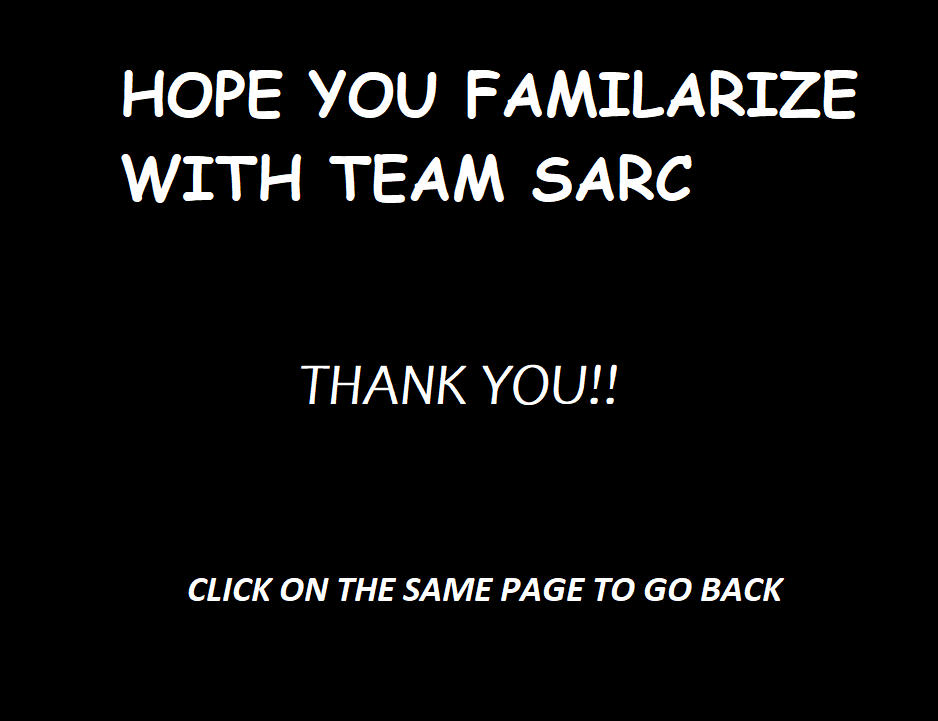 HOPE YOU FAMILARIZE
WITH TEAM SARC
THANK YOU!!
CLICK ON THE SAME PAGE TO GO BACK